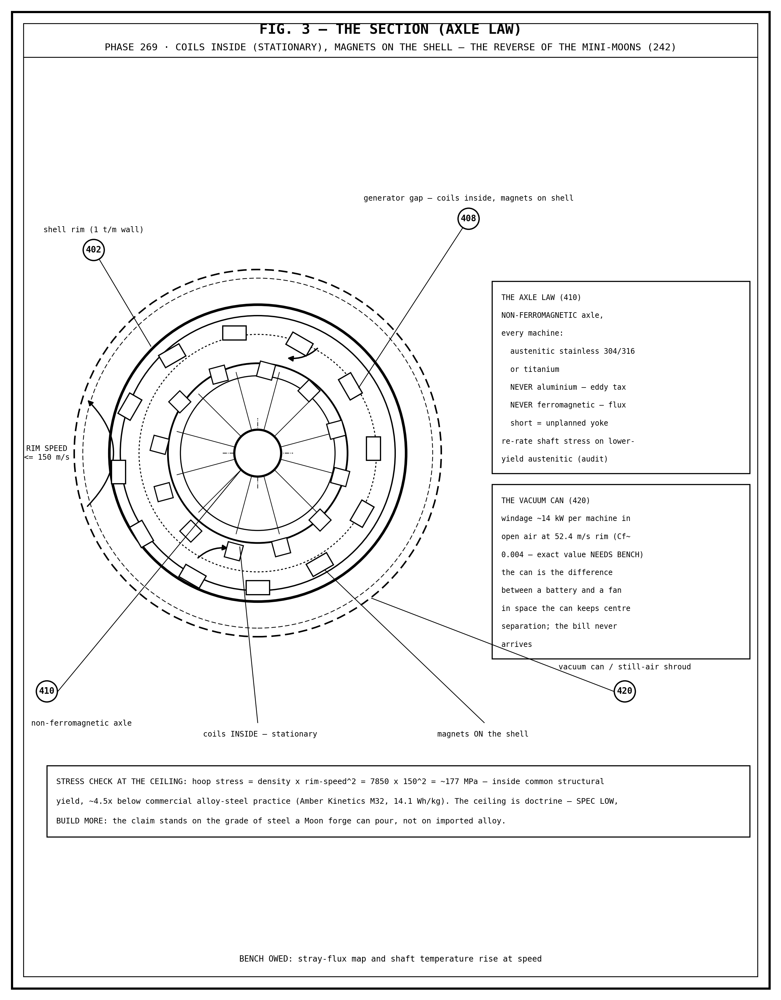 FIG. 3 — THE SECTION (AXLE LAW)
PHASE 269 · COILS INSIDE (STATIONARY), MAGNETS ON THE SHELL — THE REVERSE OF THE MINI-MOONS (242)
generator gap — coils inside, magnets on shell
408
shell rim (1 t/m wall)
402
THE AXLE LAW (410)
NON-FERROMAGNETIC axle,
every machine:
austenitic stainless 304/316
or titanium
NEVER aluminium — eddy tax
NEVER ferromagnetic — flux
short = unplanned yoke
re-rate shaft stress on lower-
yield austenitic (audit)
RIM SPEED
<= 150 m/s
THE VACUUM CAN (420)
windage ~14 kW per machine in
open air at 52.4 m/s rim (Cf~
0.004 — exact value NEEDS BENCH)
the can is the difference
between a battery and a fan
in space the can keeps centre
separation; the bill never
arrives
vacuum can / still-air shroud
410
420
non-ferromagnetic axle
coils INSIDE — stationary
magnets ON the shell
STRESS CHECK AT THE CEILING: hoop stress = density x rim-speed^2 = 7850 x 150^2 = ~177 MPa — inside common structural
yield, ~4.5x below commercial alloy-steel practice (Amber Kinetics M32, 14.1 Wh/kg). The ceiling is doctrine — SPEC LOW,
BUILD MORE: the claim stands on the grade of steel a Moon forge can pour, not on imported alloy.
BENCH OWED: stray-flux map and shaft temperature rise at speed